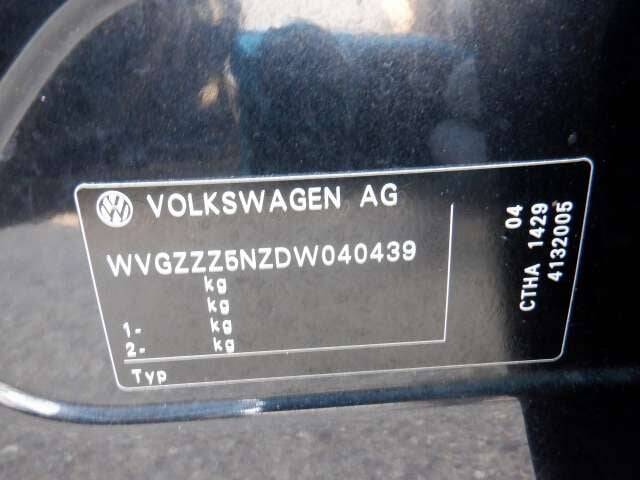 VOLKSWAGEN AG
WVGZZZ5NZDW040439
kg
kg
1- kg
2- kg
Typ
04
CTHA 1429
4132005